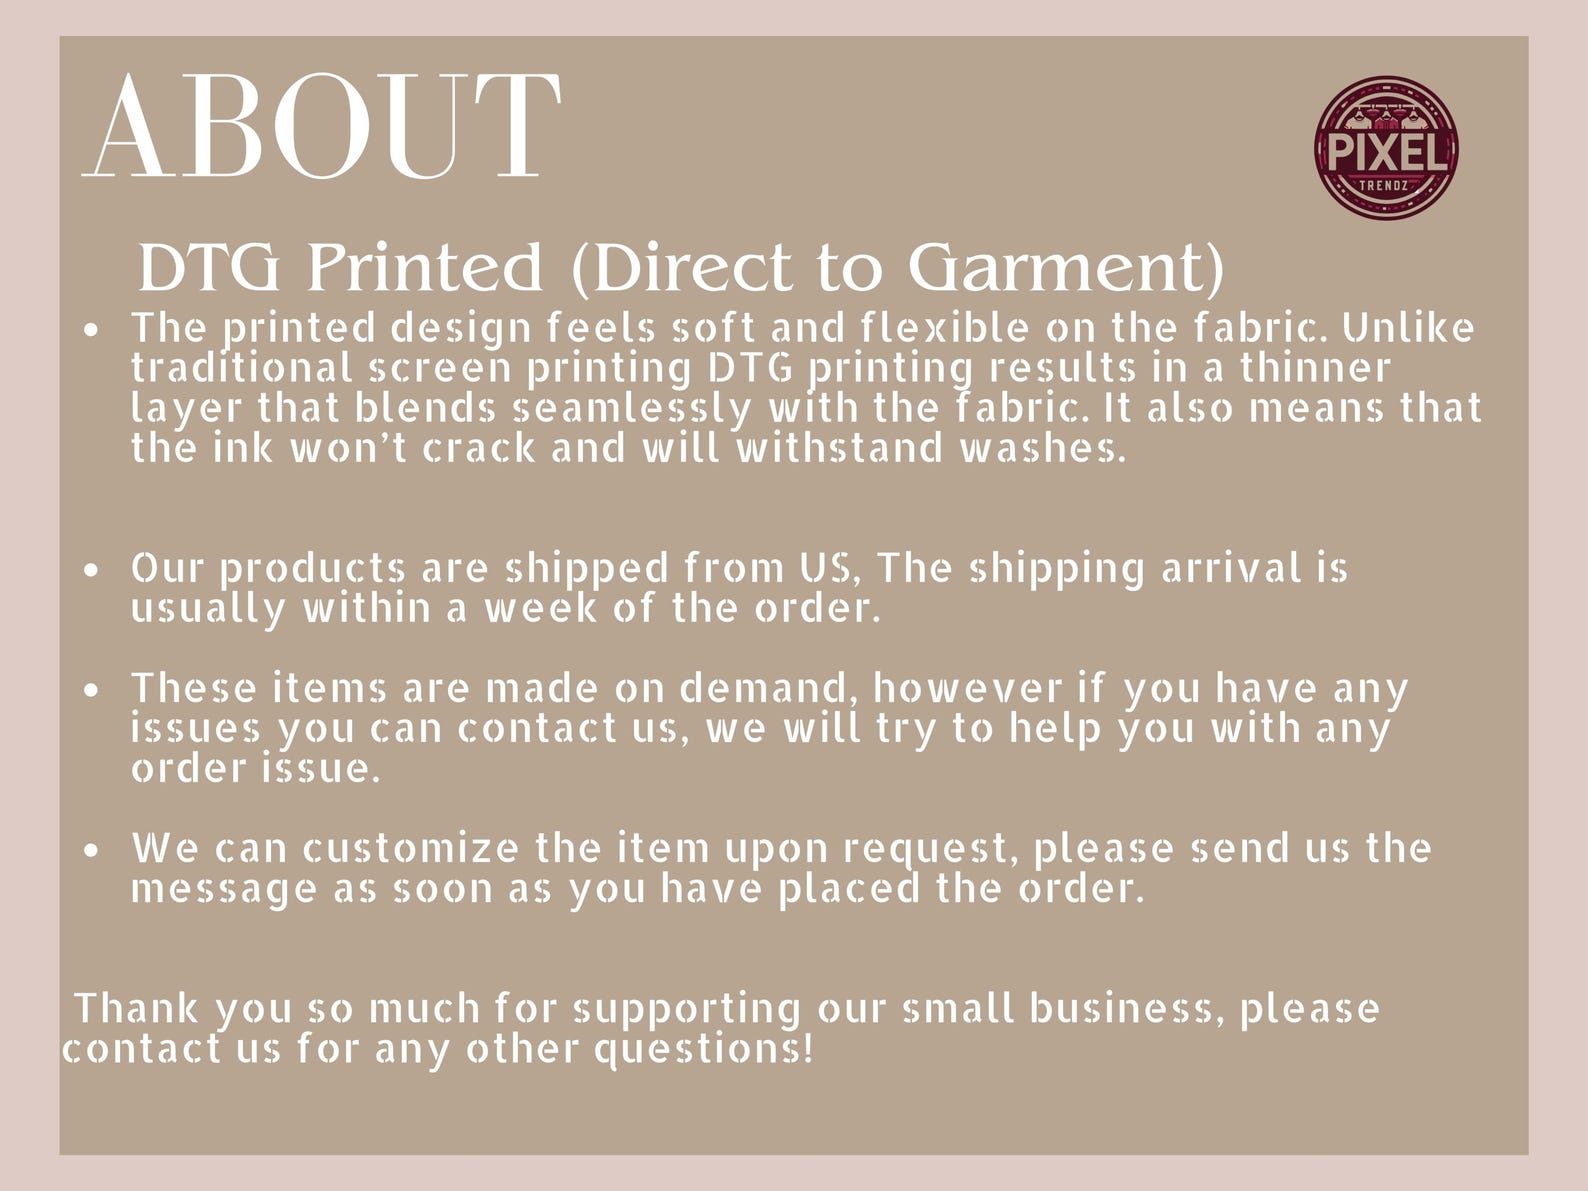 ABOUT
PIXEL
TRENDZ
DTG Printed (Direct to Garment)
• The printed design feels soft and flexible on the fabric. Unlike
traditional screen printing DTG printing results in a thinner
layer that blends seamlessly with the fabric. It also means that
the ink won’t crack and will withstand washes.
• Our products are shipped from US, The shipping arrival is
usually within a week of the order.
• These items are made on demand, however if you have any
issues you can contact us, we will try to help you with any
order issue.
• We can customize the item upon request, please send us the
message as soon as you have placed the order.
Thank you so much for supporting our small business, please
contact us for any other questions!